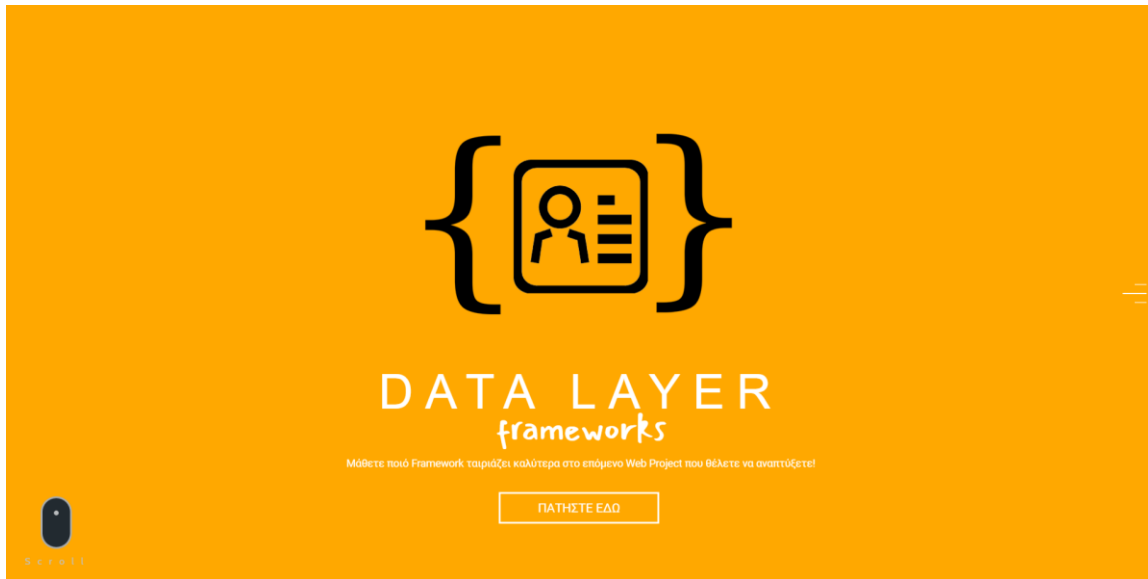 DATA LAYER
frameworks
Μάθετε ποιό Framework ταιριάζει καλύτερα στο επόμενο Web Project που θέλετε να αναπτύξετε!
ΠΑΤΗΣΤΕ ΕΔΩ
Scroll